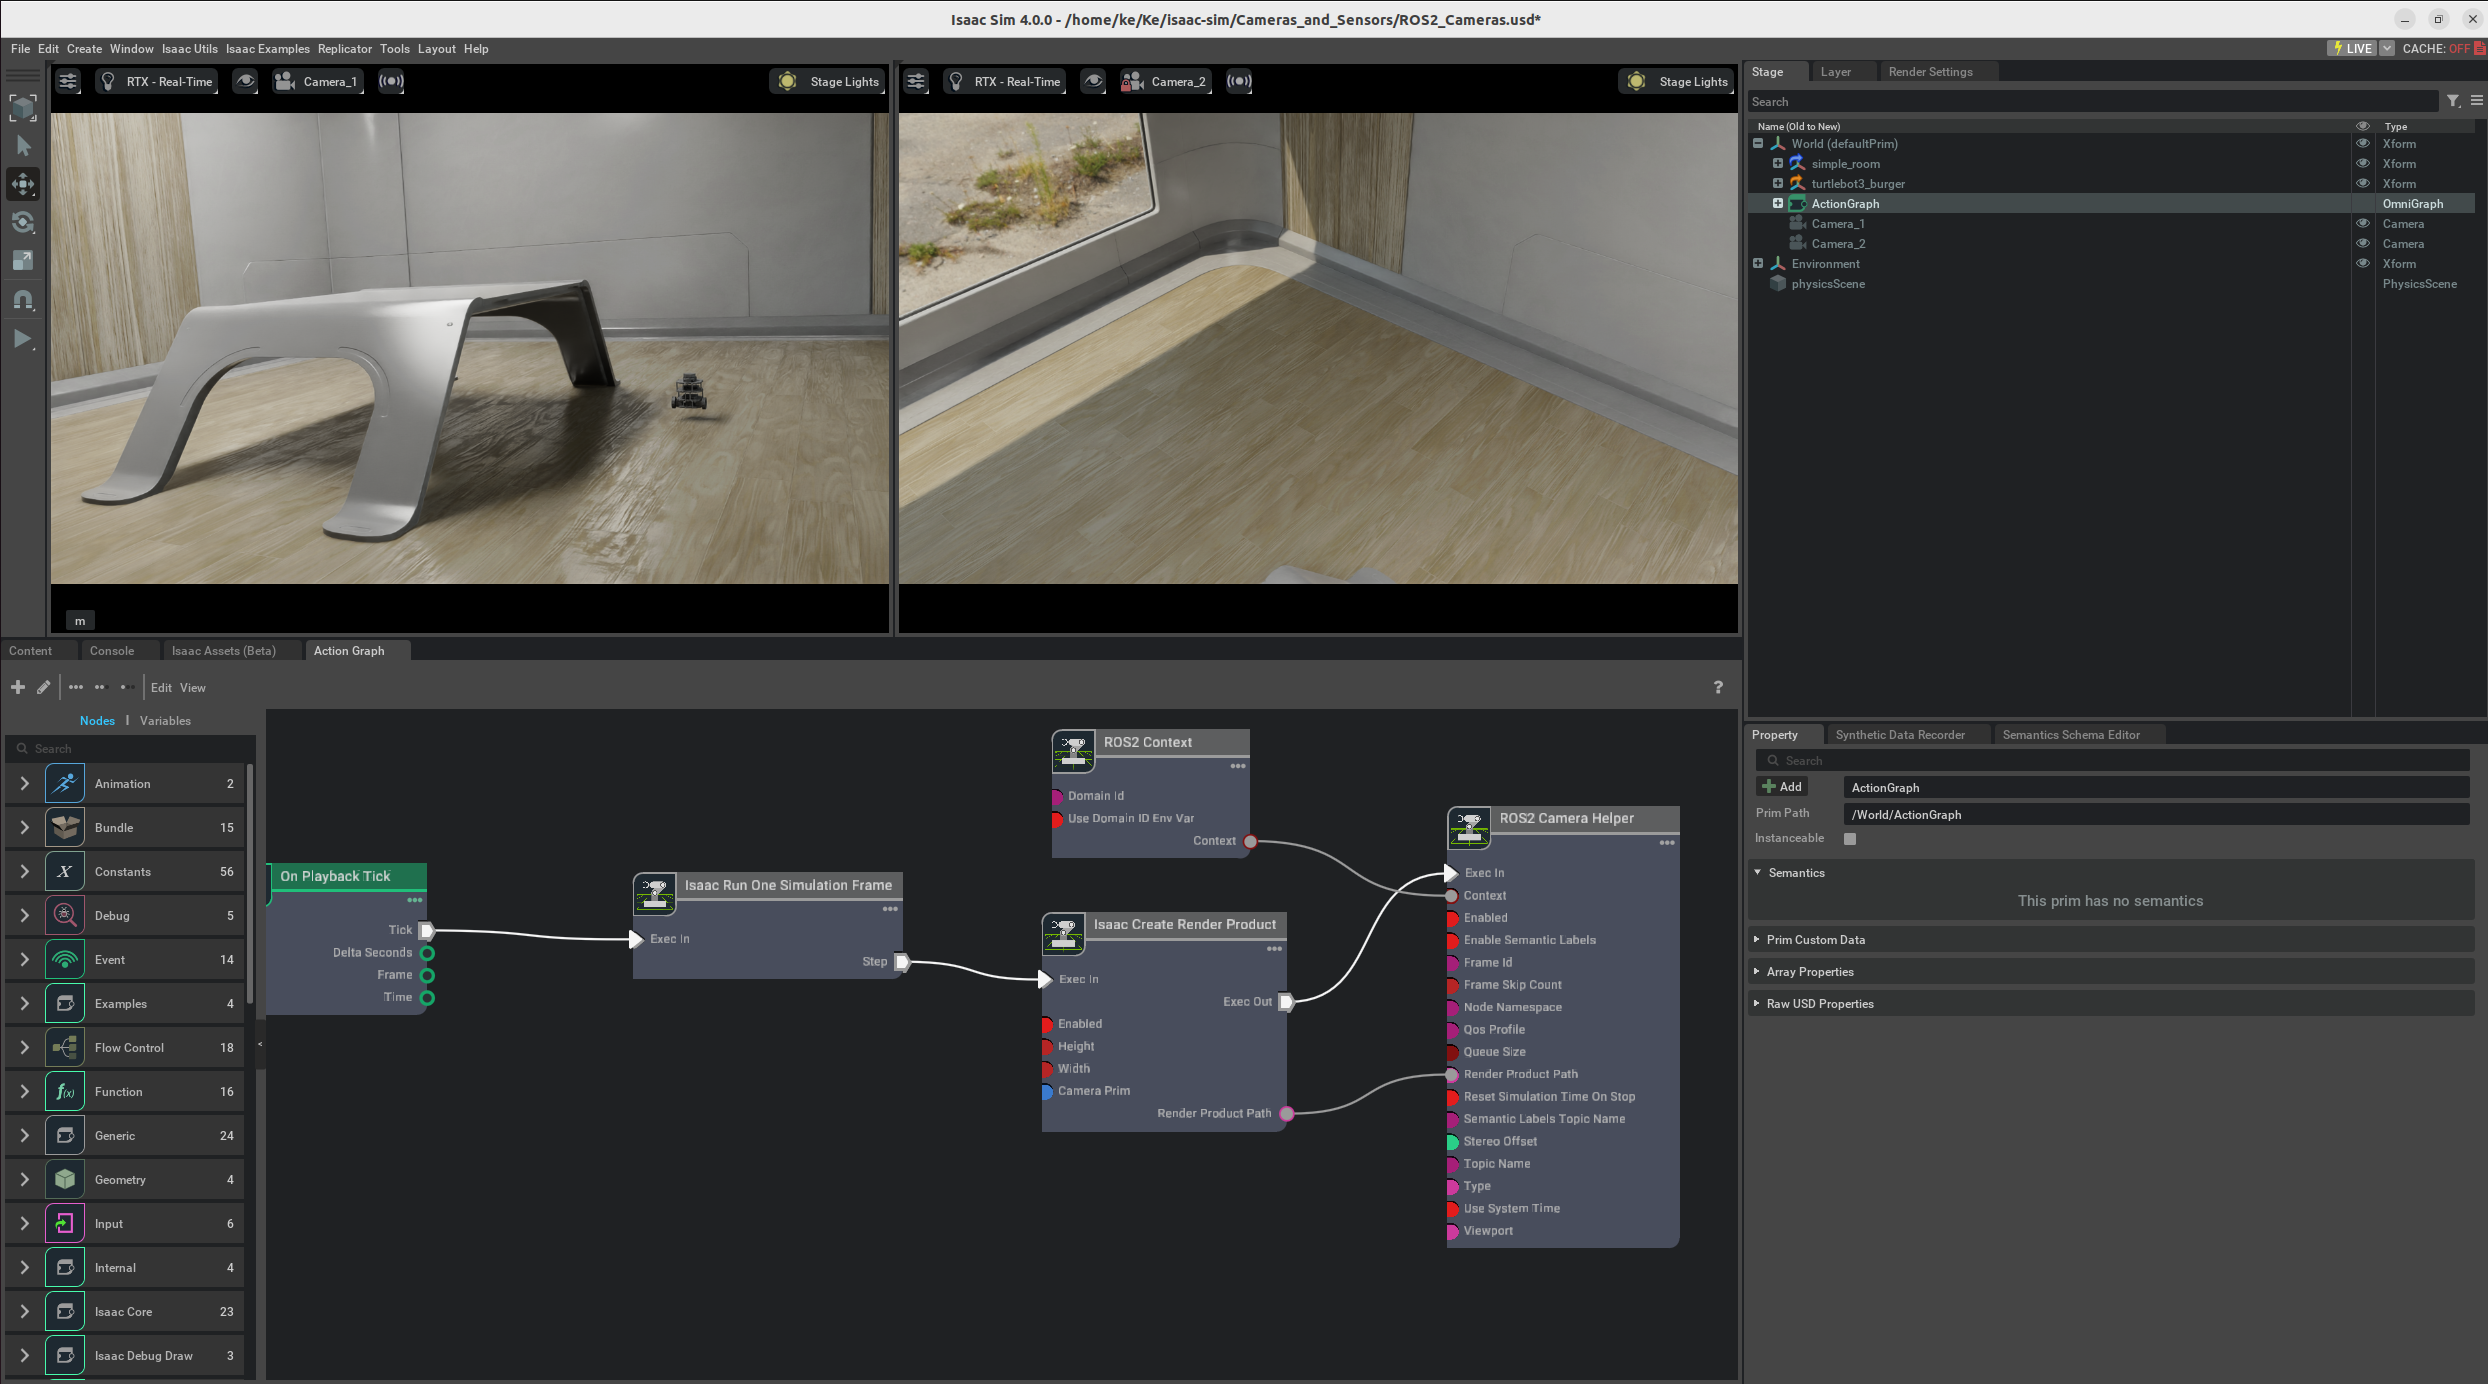 Isaac Sim 4.0.0 - /home/ke/Ke/isaac-sim/Cameras_and_Sensors/ROS2_Cameras.usd*
File Edit Create Window Isaac Utils Isaac Examples Replicator Tools Layout Help
LIVE CACHE: OFF
RTX - Real-Time Camera_1 Stage Lights
RTX - Real-Time Camera_2 Stage Lights
m
Stage Layer Render Settings
Search
Name (Old to New) Type
World (defaultPrim) Xform
simple_room Xform
turtlebot3_burger Xform
ActionGraph OmniGraph
Camera_1 Camera
Camera_2 Camera
Environment Xform
physicsScene PhysicsScene
Content Console Isaac Assets (Beta) Action Graph
Edit View ?
Nodes | Variables
Search
Animation 2
Bundle 15
X Constants 56
Debug 5
Event 14
Examples 4
Flow Control 18
f(x) Function 16
Generic 24
Geometry 4
Input 6
Internal 4
Isaac Core 23
Isaac Debug Draw 3
On Playback Tick
Tick
Delta Seconds
Frame
Time
Isaac Run One Simulation Frame
Exec In
Step
ROS2 Context
Domain Id
Use Domain ID Env Var
Context
Isaac Create Render Product
Exec In
Exec Out
Enabled
Height
Width
Camera Prim
Render Product Path
ROS2 Camera Helper
Exec In
Context
Enabled
Enable Semantic Labels
Frame Id
Frame Skip Count
Node Namespace
Qos Profile
Queue Size
Render Product Path
Reset Simulation Time On Stop
Semantic Labels Topic Name
Stereo Offset
Topic Name
Type
Use System Time
Viewport
Property Synthetic Data Recorder Semantics Schema Editor
Search
Add ActionGraph
Prim Path /World/ActionGraph
Instanceable
Semantics
This prim has no semantics
Prim Custom Data
Array Properties
Raw USD Properties